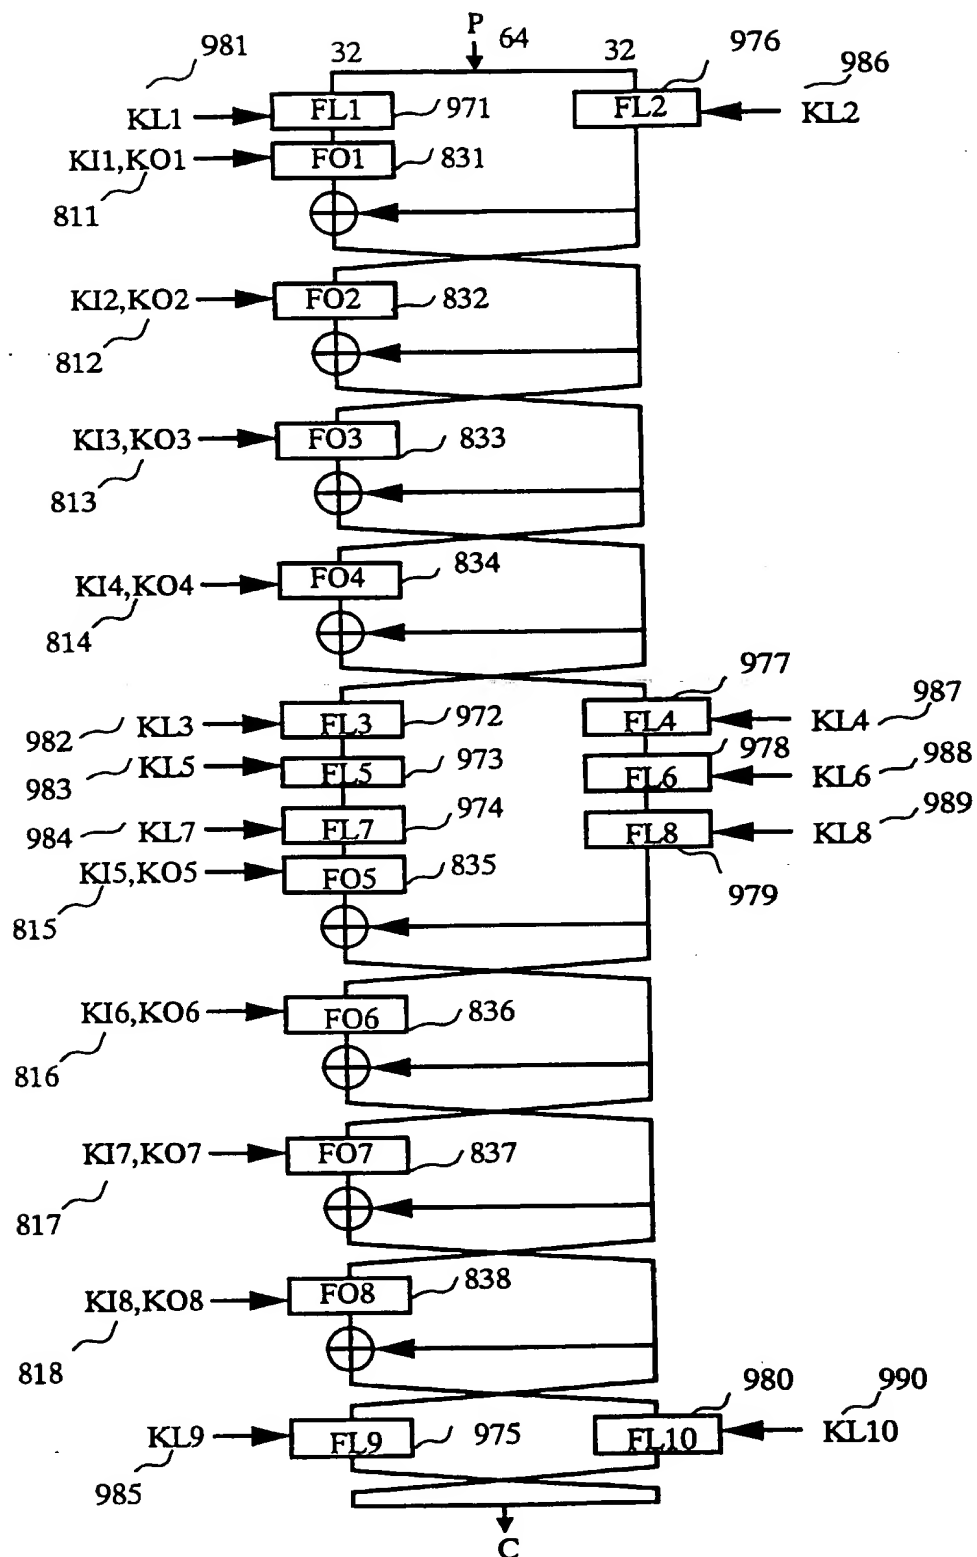 P
981 32 64 32 976 986
KL1 FL1 971 FL2 KL2
KI1,KO1 FO1 831
811
KI2,KO2 FO2 832
812
KI3,KO3 FO3 833
813
KI4,KO4 FO4 834
814
977
982 KL3 FL3 972 FL4 KL4 987
983 KL5 FL5 973 978 FL6 KL6 988
984 KL7 FL7 974 FL8 KL8 989
KI5,KO5 FO5 835 979
815
KI6,KO6 FO6 836
816
KI7,KO7 FO7 837
817
KI8,KO8 FO8 838
818
980 990
KL9 FL9 975 FL10 KL10
985
C